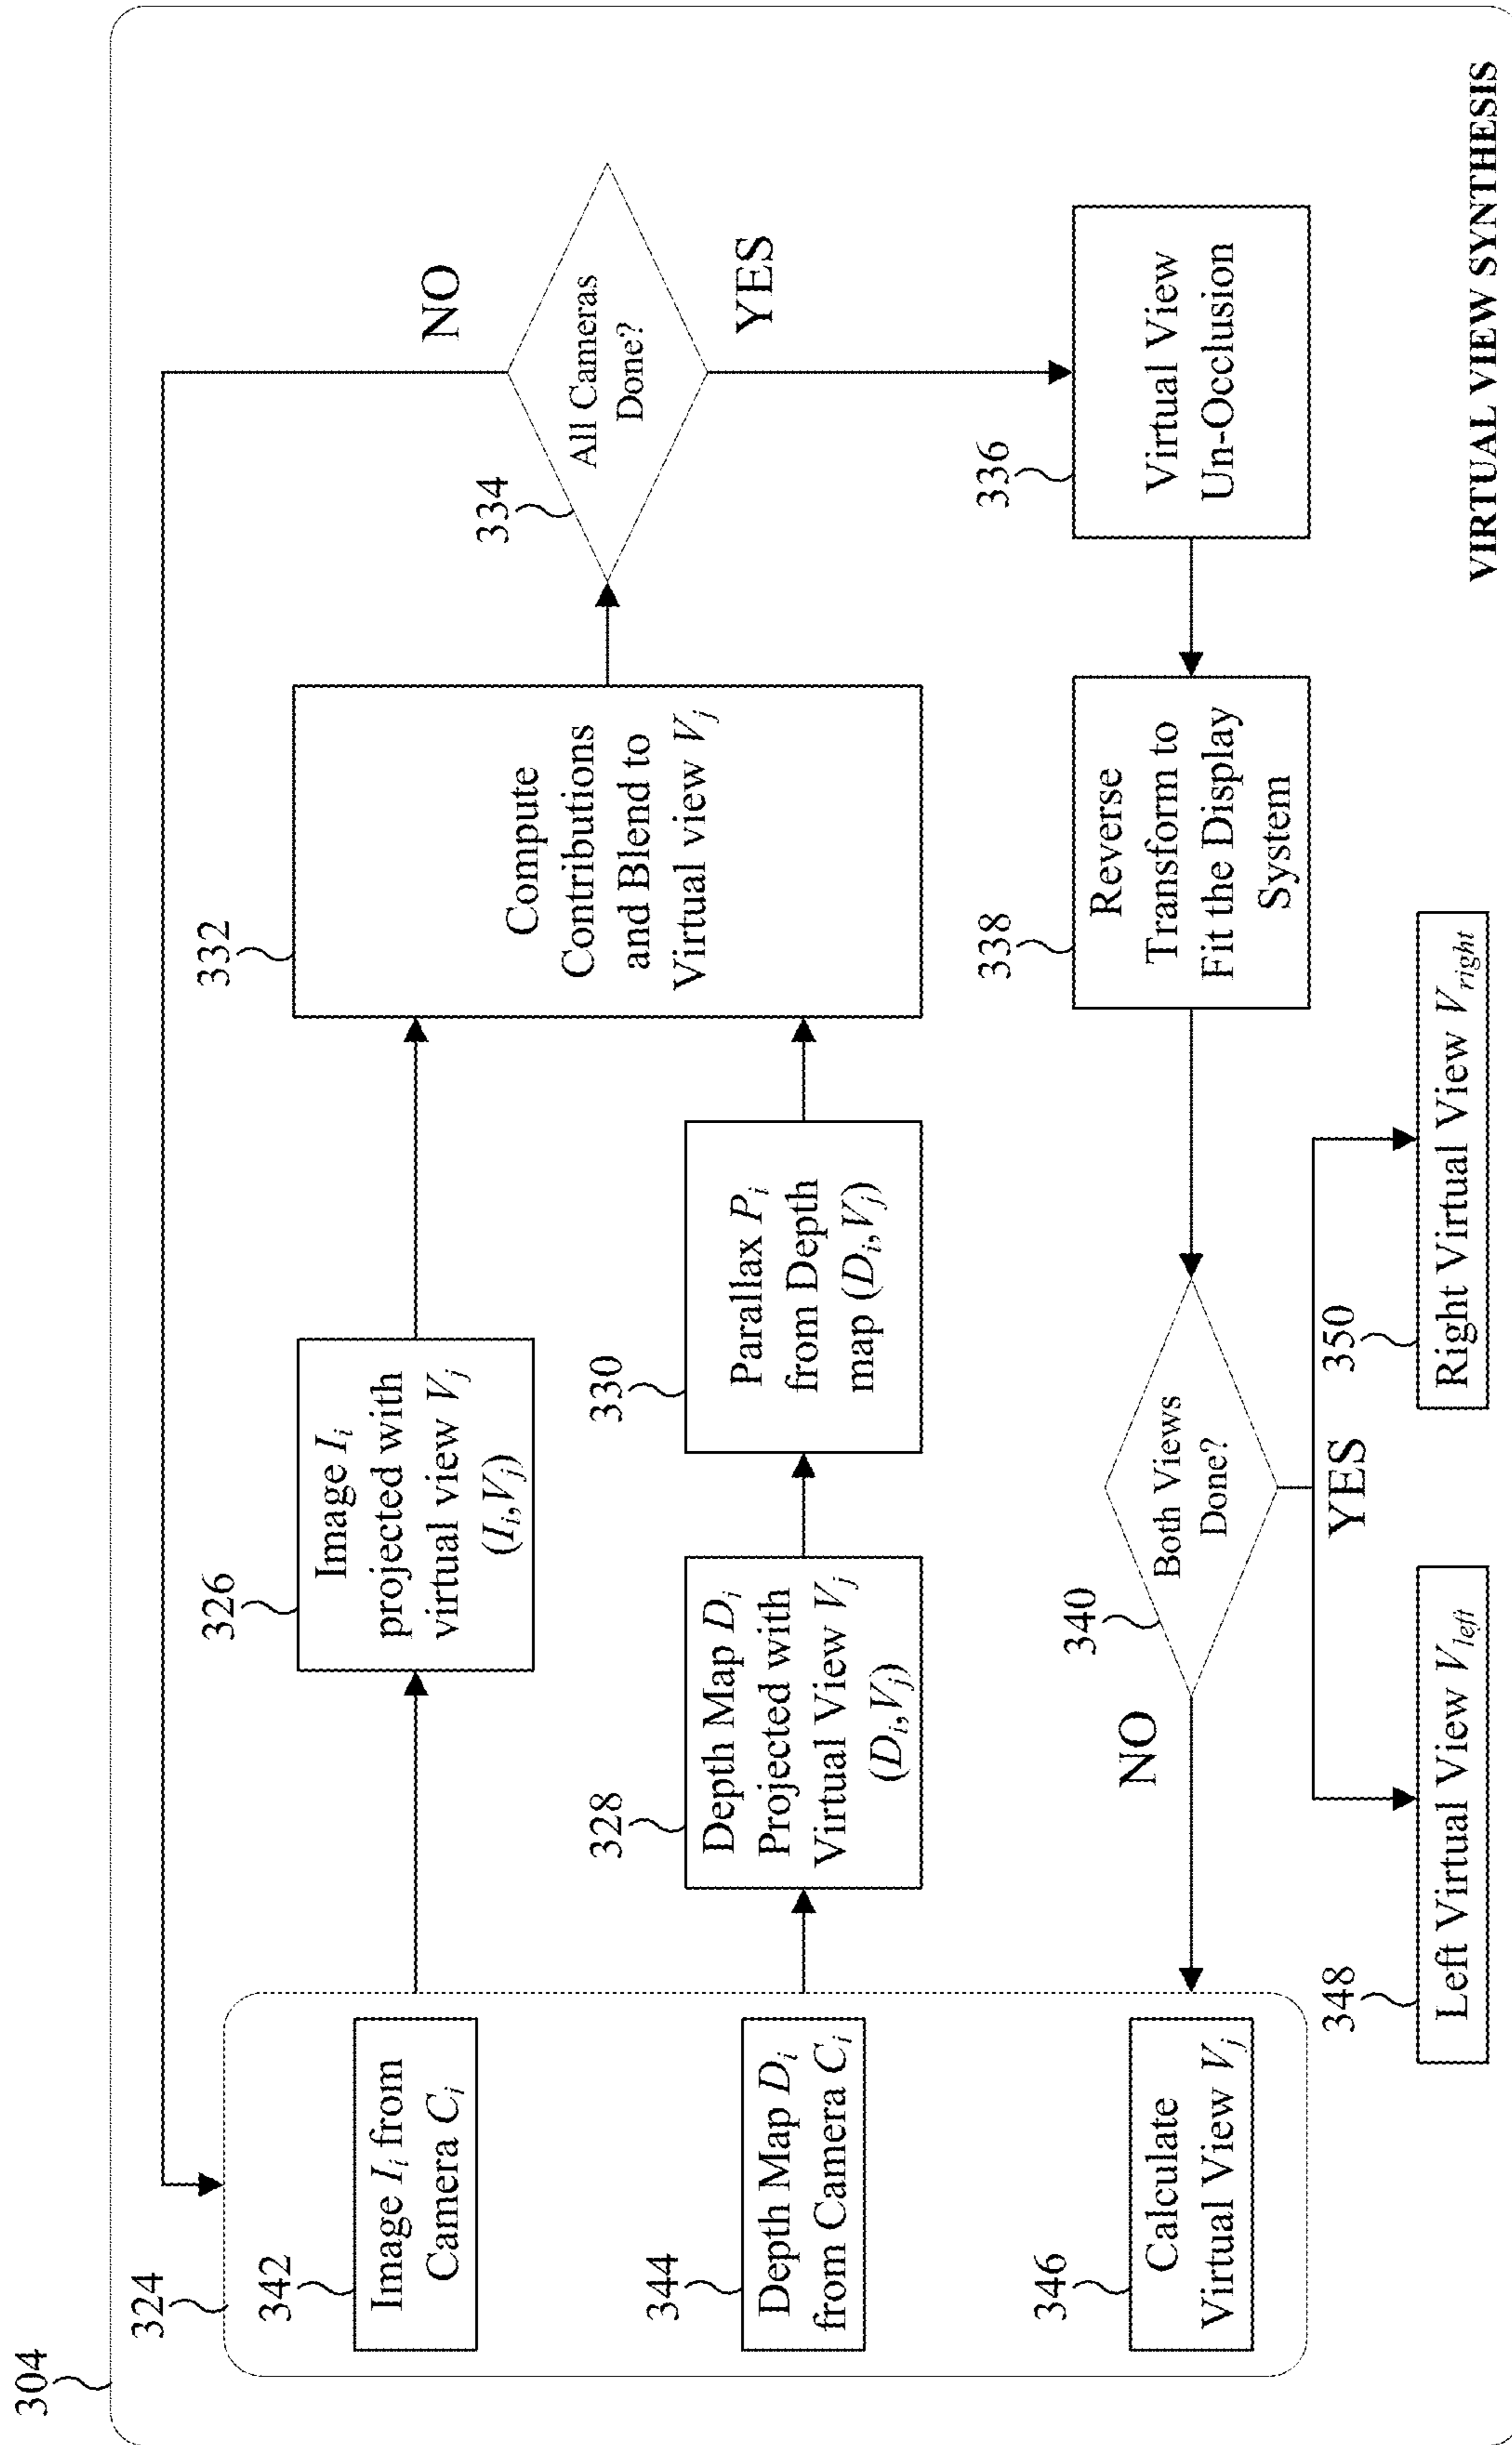 304
324
342
Image I_i from
Camera C_i
344
Depth Map D_i
from Camera C_i
346
Calculate
Virtual View V_j
326
Image I_i
projected with
virtual view V_j
(I_i,V_j)
328
Depth Map D_i
Projected with
Virtual View V_j
(D_i,V_j)
330
Parallax P_i
from Depth
map (D_i,V_j)
332
Compute
Contributions
and Blend to
Virtual view V_j
334
All Cameras
Done?
NO
YES
336
Virtual View
Un-Occlusion
338
Reverse
Transform to
Fit the Display
System
340
Both Views
Done?
NO
YES
348
Left Virtual View V_left
350
Right Virtual View V_right
VIRTUAL VIEW SYNTHESIS